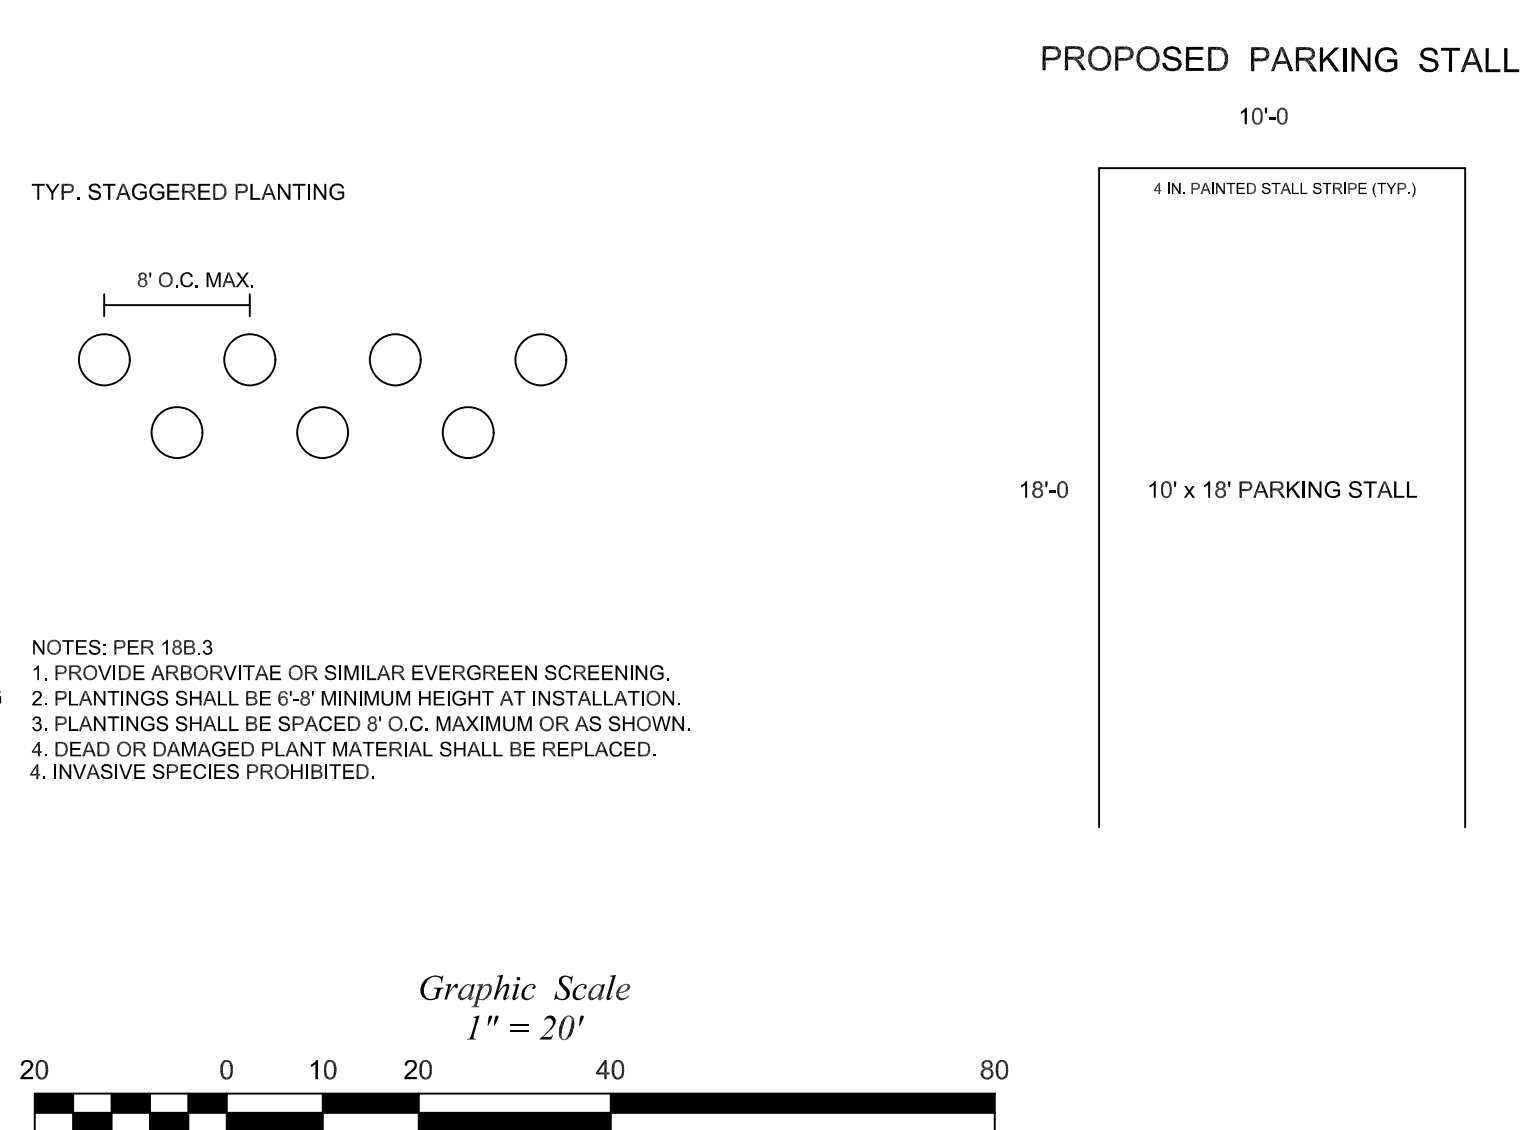 PROPOSED PARKING STALL
10'-0
4 IN. PAINTED STALL STRIPE (TYP.)
18'-0
10' x 18' PARKING STALL
TYP. STAGGERED PLANTING
8' O.C. MAX.
NOTES: PER 18B.3
1. PROVIDE ARBORVITAE OR SIMILAR EVERGREEN SCREENING.
2. PLANTINGS SHALL BE 6'-8' MINIMUM HEIGHT AT INSTALLATION.
3. PLANTINGS SHALL BE SPACED 8' O.C. MAXIMUM OR AS SHOWN.
4. DEAD OR DAMAGED PLANT MATERIAL SHALL BE REPLACED.
4. INVASIVE SPECIES PROHIBITED.
Graphic Scale
1" = 20'
20 0 10 20 40 80